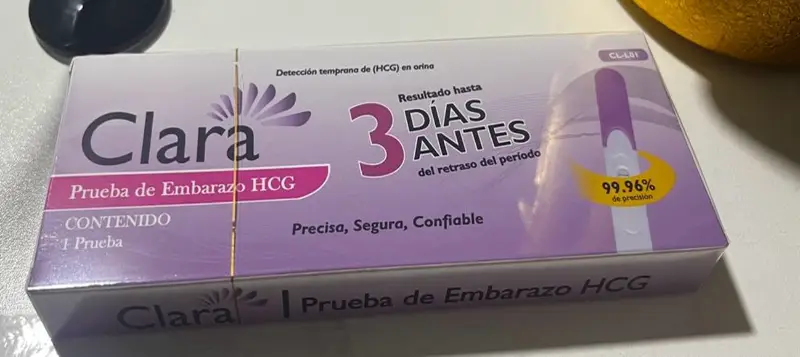 Detección temprana de (HCG) en orina
CL-L01
Clara
Prueba de Embarazo HCG
CONTENIDO
1 Prueba
Resultado hasta
3 DÍAS
ANTES
del retraso del período
Precisa, Segura, Confiable
99.96%
de precisión
Clara | Prueba de Embarazo HCG